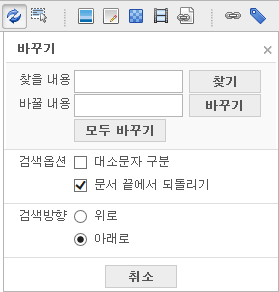 바꾸기
찾을 내용 찾기
바꿀 내용 바꾸기
모두 바꾸기
검색옵션 대소문자 구분
문서 끝에서 되돌리기
검색방향 위로
아래로
취소